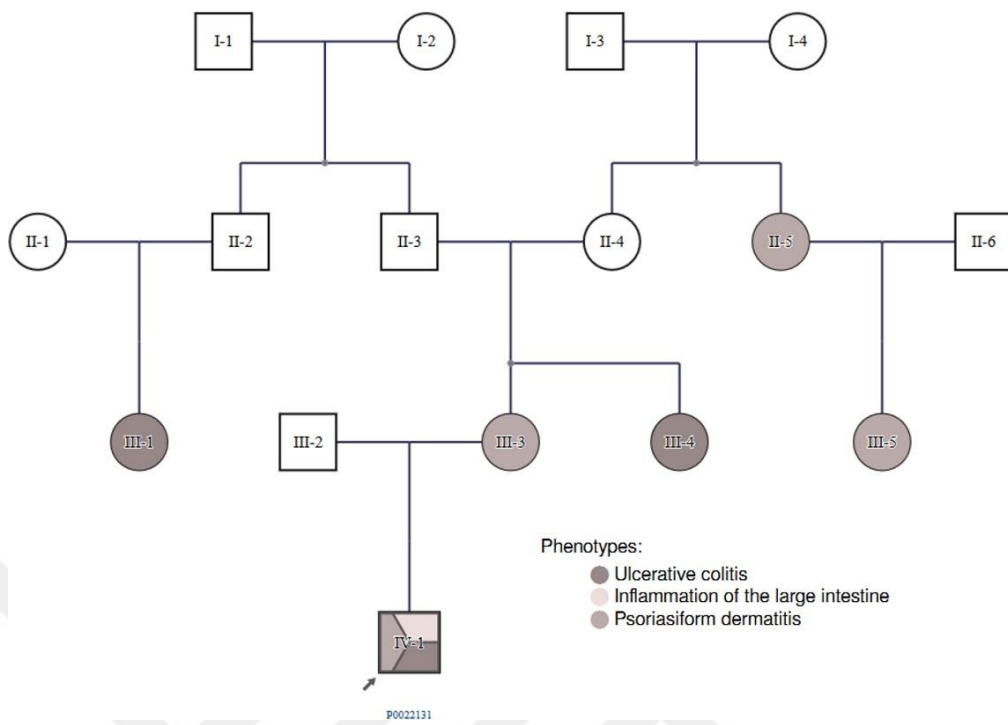 I-1 I-2 I-3 I-4
II-1 II-2 II-3 II-4 II-5 II-6
III-1 III-2 III-3 III-4 III-5
Phenotypes:
Ulcerative colitis
Inflammation of the large intestine
Psoriasiform dermatitis
IV-1
P0022131